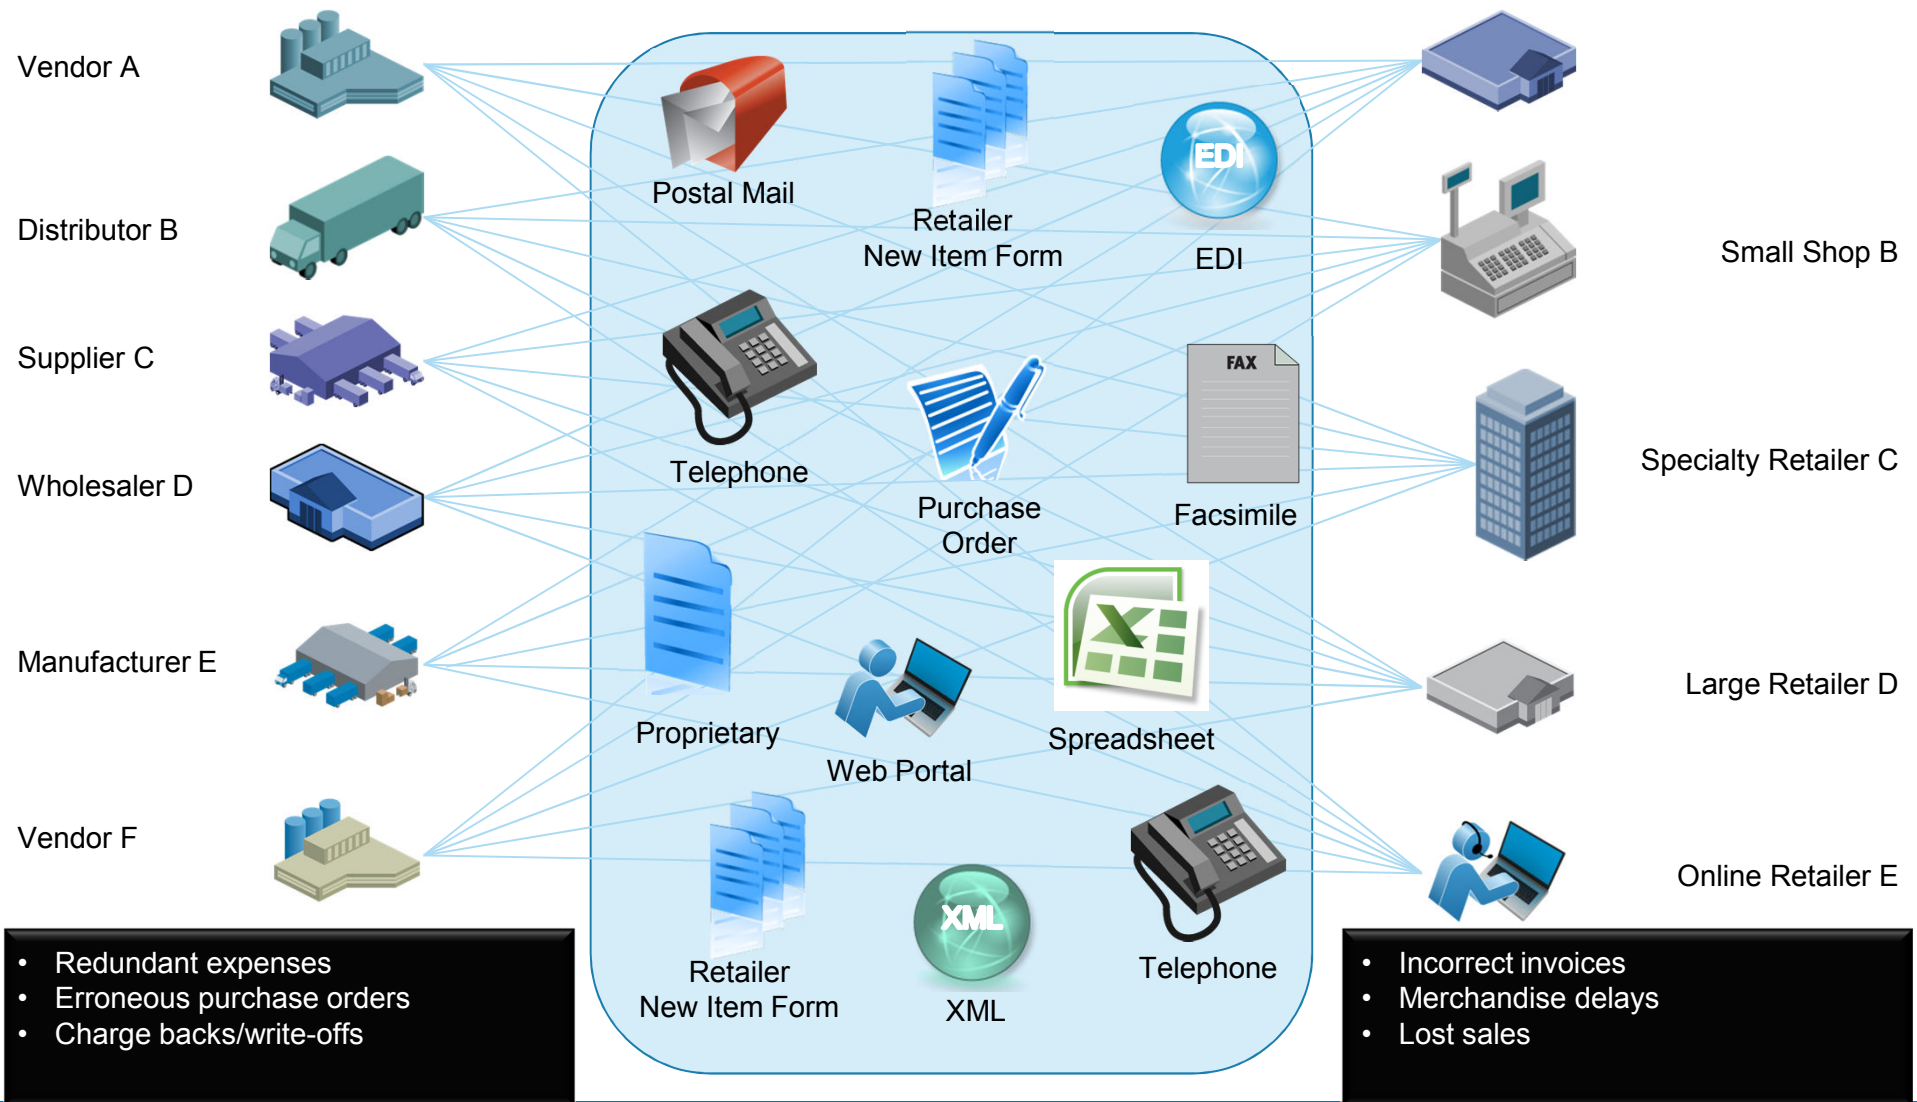 Vendor A
Distributor B
Supplier C
Wholesaler D
Manufacturer E
Vendor F
Postal Mail
Retailer
New Item Form
EDI
EDI
Telephone
Purchase
Order
FAX
Facsimile
Proprietary
Web Portal
X
Spreadsheet
Retailer
New Item Form
XML
XML
Telephone
Small Shop B
Specialty Retailer C
Large Retailer D
Online Retailer E
• Redundant expenses
• Erroneous purchase orders
• Charge backs/write-offs
• Incorrect invoices
• Merchandise delays
• Lost sales